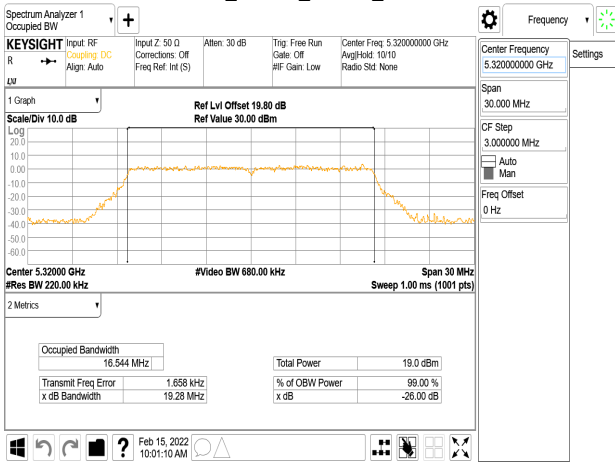 Spectrum Analyzer 1
Occupied BW
Frequency
KEYSIGHT
R
LXI
Input: RF
Coupling: DC
Align: Auto
Input Z: 50 Ω
Corrections: Off
Freq Ref: Int (S)
Atten: 30 dB
Trig: Free Run
Gate: Off
#IF Gain: Low
Center Freq: 5.320000000 GHz
Avg|Hold: 10/10
Radio Std: None
Center Frequency
5.320000000 GHz
Settings
Span
30.000 MHz
CF Step
3.000000 MHz
Auto
Man
Freq Offset
0 Hz
1 Graph
Scale/Div 10.0 dB
Ref Lvl Offset 19.80 dB
Ref Value 30.00 dBm
Log
20.0
10.0
0.00
-10.0
-20.0
-30.0
-40.0
-50.0
-60.0
Center 5.32000 GHz
#Res BW 220.00 kHz
#Video BW 680.00 kHz
Span 30 MHz
Sweep 1.00 ms (1001 pts)
2 Metrics
Occupied Bandwidth
16.544 MHz
Total Power 19.0 dBm
Transmit Freq Error 1.658 kHz
% of OBW Power 99.00 %
x dB Bandwidth 19.28 MHz
x dB -26.00 dB
?
Feb 15, 2022
10:01:10 AM